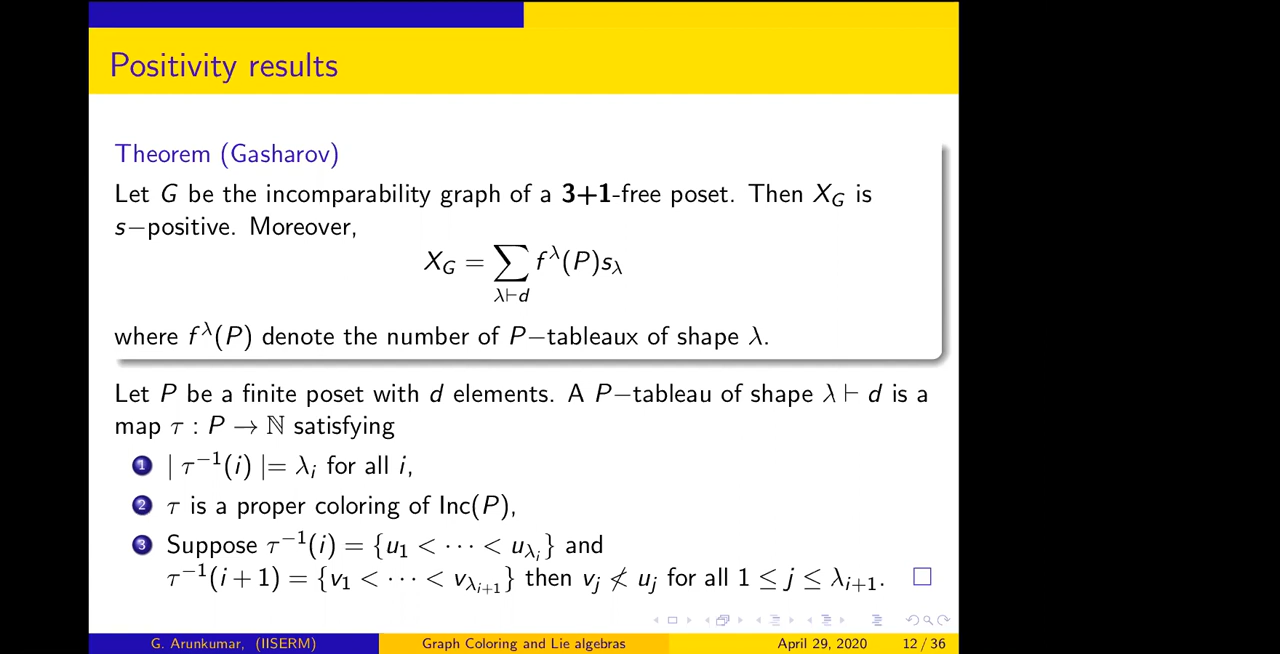 Positivity results
Theorem (Gasharov)
Let G be the incomparability graph of a 3+1-free poset. Then X_G is
s−positive. Moreover,
X_G = ∑_{λ⊢d} f^λ(P)s_λ
where f^λ(P) denote the number of P−tableaux of shape λ.
Let P be a finite poset with d elements. A P−tableau of shape λ ⊢ d is a
map τ : P → ℕ satisfying
1 | τ^{−1}(i) |= λ_i for all i,
2 τ is a proper coloring of Inc(P),
3 Suppose τ^{−1}(i) = {u_1 < ⋯ < u_{λ_i}} and
τ^{−1}(i + 1) = {v_1 < ⋯ < v_{λ_{i+1}}} then v_j ≮ u_j for all 1 ≤ j ≤ λ_{i+1}. □
G. Arunkumar, (IISERM) Graph Coloring and Lie algebras April 29, 2020 12 / 36